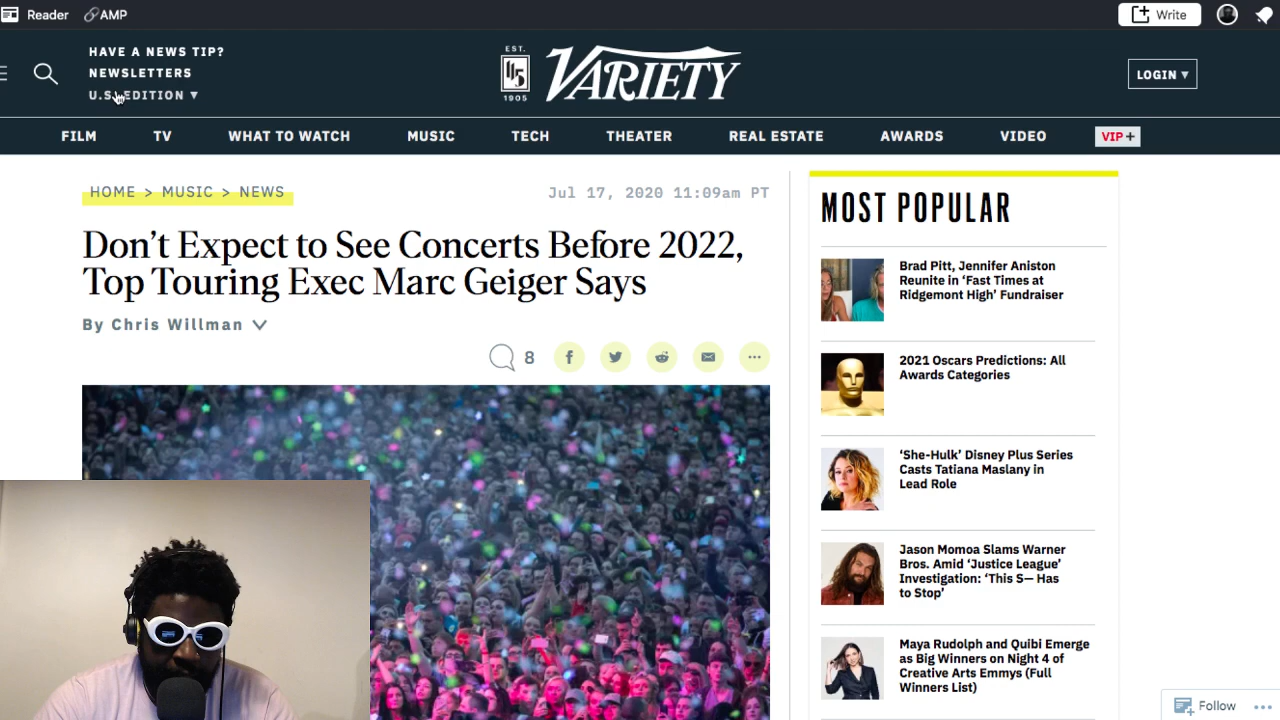 Reader
AMP
Write
HAVE A NEWS TIP?
NEWSLETTERS
U.S. EDITION ▼
EST.
115
1905
VARIETY
LOGIN ▾
FILM
TV
WHAT TO WATCH
MUSIC
TECH
THEATER
REAL ESTATE
AWARDS
VIDEO
VIP+
HOME > MUSIC > NEWS
Jul 17, 2020 11:09am PT
Don't Expect to See Concerts Before 2022,
Top Touring Exec Marc Geiger Says
By Chris Willman
8
MOST POPULAR
Brad Pitt, Jennifer Aniston
Reunite in 'Fast Times at
Ridgemont High' Fundraiser
2021 Oscars Predictions: All
Awards Categories
'She-Hulk' Disney Plus Series
Casts Tatiana Maslany in
Lead Role
Jason Momoa Slams Warner
Bros. Amid 'Justice League'
Investigation: 'This S— Has
to Stop'
Maya Rudolph and Quibi Emerge
as Big Winners on Night 4 of
Creative Arts Emmys (Full
Winners List)
Follow